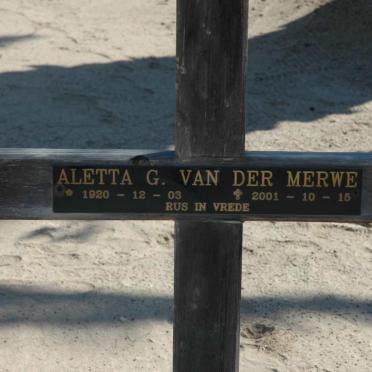 ALETTA G. VAN DER MERWE
* 1920 - 12 - 03 ✝ 2001 - 10 - 15
RUS IN VREDE